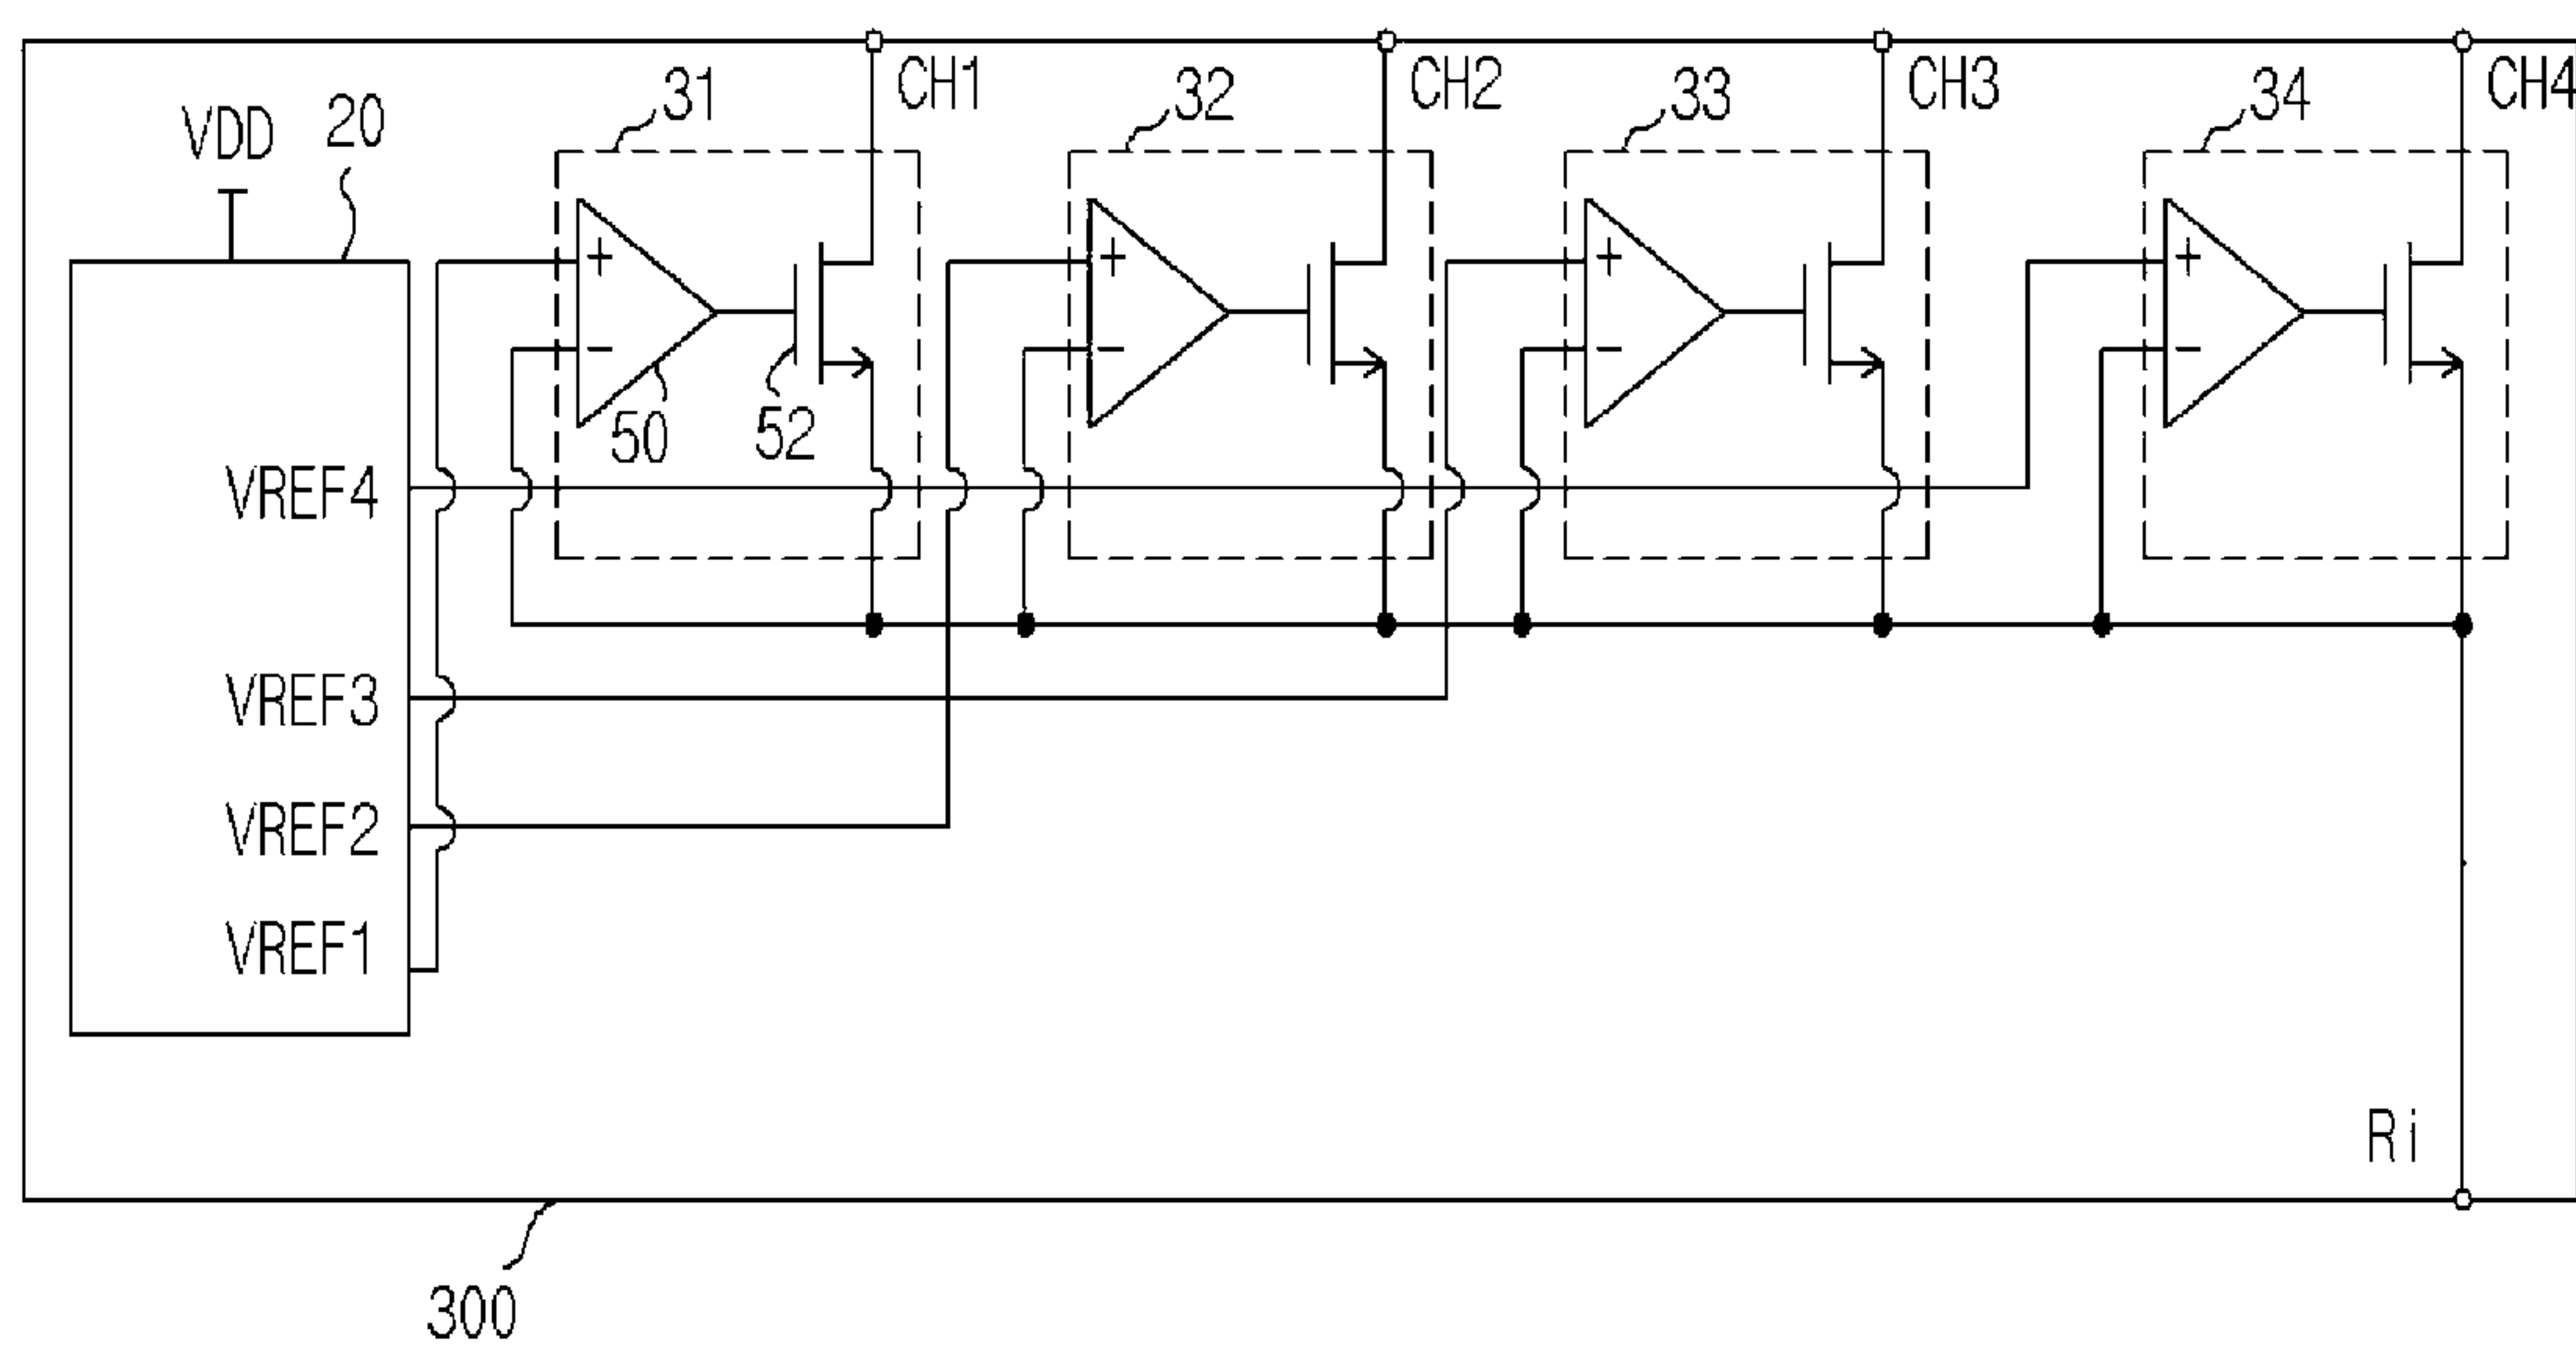 CH1
CH2
CH3
CH4
31
32
33
34
VDD
20
+
+
+
+
−
−
−
−
50
52
VREF4
VREF3
VREF2
VREF1
Ri
300